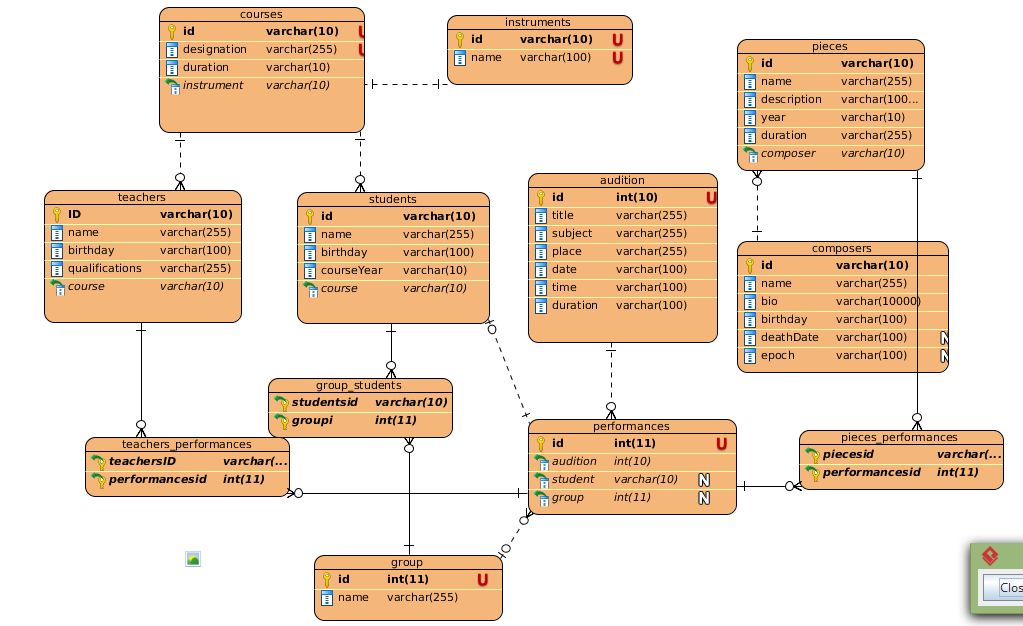 courses
id varchar(10) U
designation varchar(255) U
duration varchar(10)
instrument varchar(10)
instruments
id varchar(10) U
name varchar(100) U
pieces
id varchar(10)
name varchar(255)
description varchar(100...
year varchar(10)
duration varchar(255)
composer varchar(10)
teachers
ID varchar(10)
name varchar(255)
birthday varchar(100)
qualifications varchar(255)
course varchar(10)
students
id varchar(10)
name varchar(255)
birthday varchar(100)
courseYear varchar(10)
course varchar(10)
audition
id int(10) U
title varchar(255)
subject varchar(255)
place varchar(255)
date varchar(100)
time varchar(100)
duration varchar(100)
composers
id varchar(10)
name varchar(255)
bio varchar(10000)
birthday varchar(100)
deathDate varchar(100) N
epoch varchar(100) N
group_students
studentsid varchar(10)
groupi int(11)
teachers_performances
teachersID varchar(...
performancesid int(11)
performances
id int(11) U
audition int(10)
student varchar(10) N
group int(11) N
pieces_performances
piecesid varchar(...
performancesid int(11)
group
id int(11) U
name varchar(255)
Clos